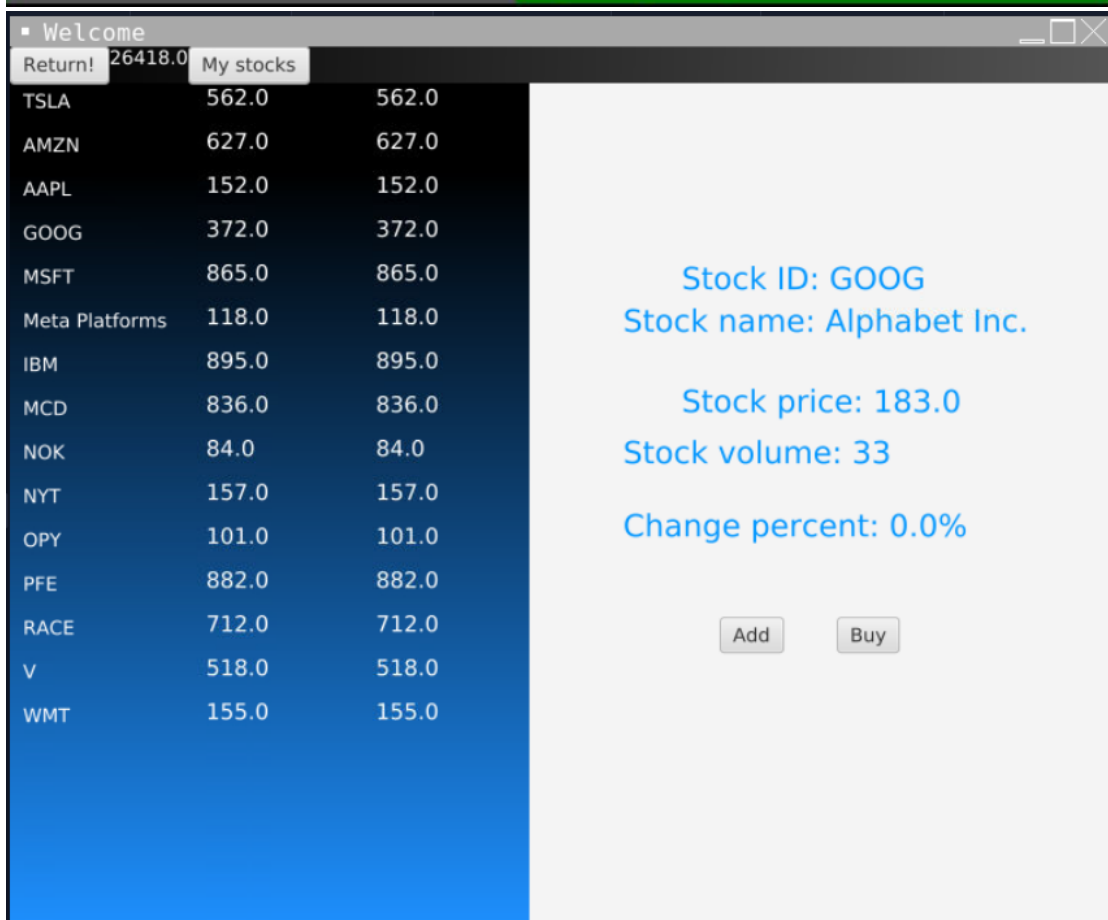 Welcome
Return! 26418.0 My stocks
TSLA 562.0 562.0
AMZN 627.0 627.0
AAPL 152.0 152.0
GOOG 372.0 372.0
MSFT 865.0 865.0
Meta Platforms 118.0 118.0
IBM 895.0 895.0
MCD 836.0 836.0
NOK 84.0 84.0
NYT 157.0 157.0
OPY 101.0 101.0
PFE 882.0 882.0
RACE 712.0 712.0
V 518.0 518.0
WMT 155.0 155.0
Stock ID: GOOG
Stock name: Alphabet Inc.
Stock price: 183.0
Stock volume: 33
Change percent: 0.0%
Add Buy